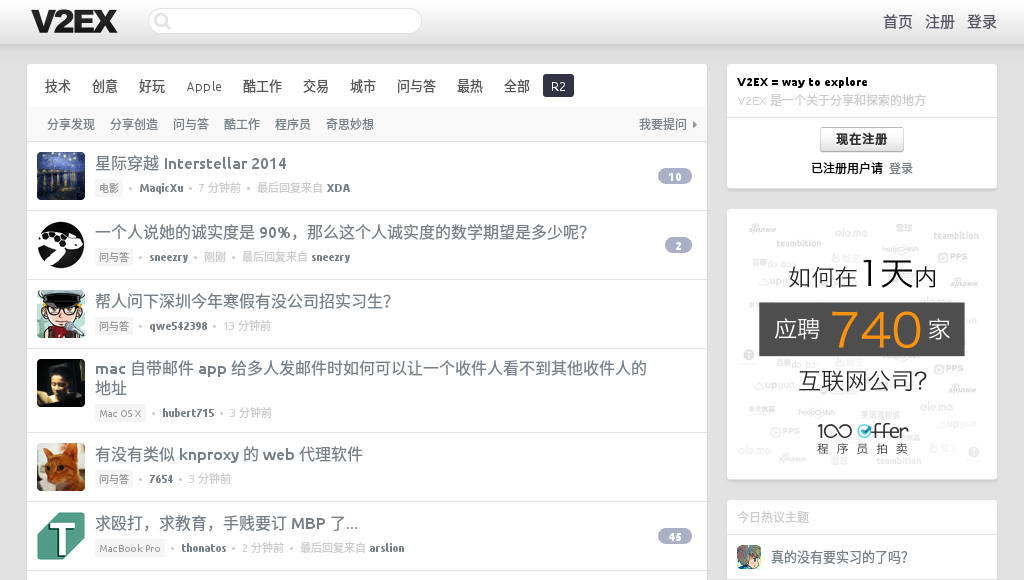 V2EX
首页 注册 登录
技术 创意 好玩 Apple 酷工作 交易 城市 问与答 最热 全部 R2
分享发现 分享创造 问与答 酷工作 程序员 奇思妙想 我要提问
星际穿越 Interstellar 2014
电影 • MaqicXu • 7 分钟前 • 最后回复来自 XDA
10
一个人说她的诚实度是 90%，那么这个人诚实度的数学期望是多少呢？
问与答 • sneezry • 刚刚 • 最后回复来自 sneezry
2
帮人问下深圳今年寒假有没公司招实习生？
问与答 • qwe542398 • 13 分钟前
mac 自带邮件 app 给多人发邮件时如何可以让一个收件人看不到其他收件人的
地址
Mac OS X • hubert715 • 3 分钟前
有没有类似 knproxy 的 web 代理软件
问与答 • 7654 • 3 分钟前
求殴打，求教育，手贱要订 MBP 了...
MacBook Pro • thonatos • 2 分钟前 • 最后回复来自 arslion
45
V2EX = way to explore
V2EX 是一个关于分享和探索的地方
现在注册
已注册用户请 登录
如何在1天内
应聘 740 家
互联网公司?
100 offer
程序员拍卖
今日热议主题
真的没有要实习的了吗？